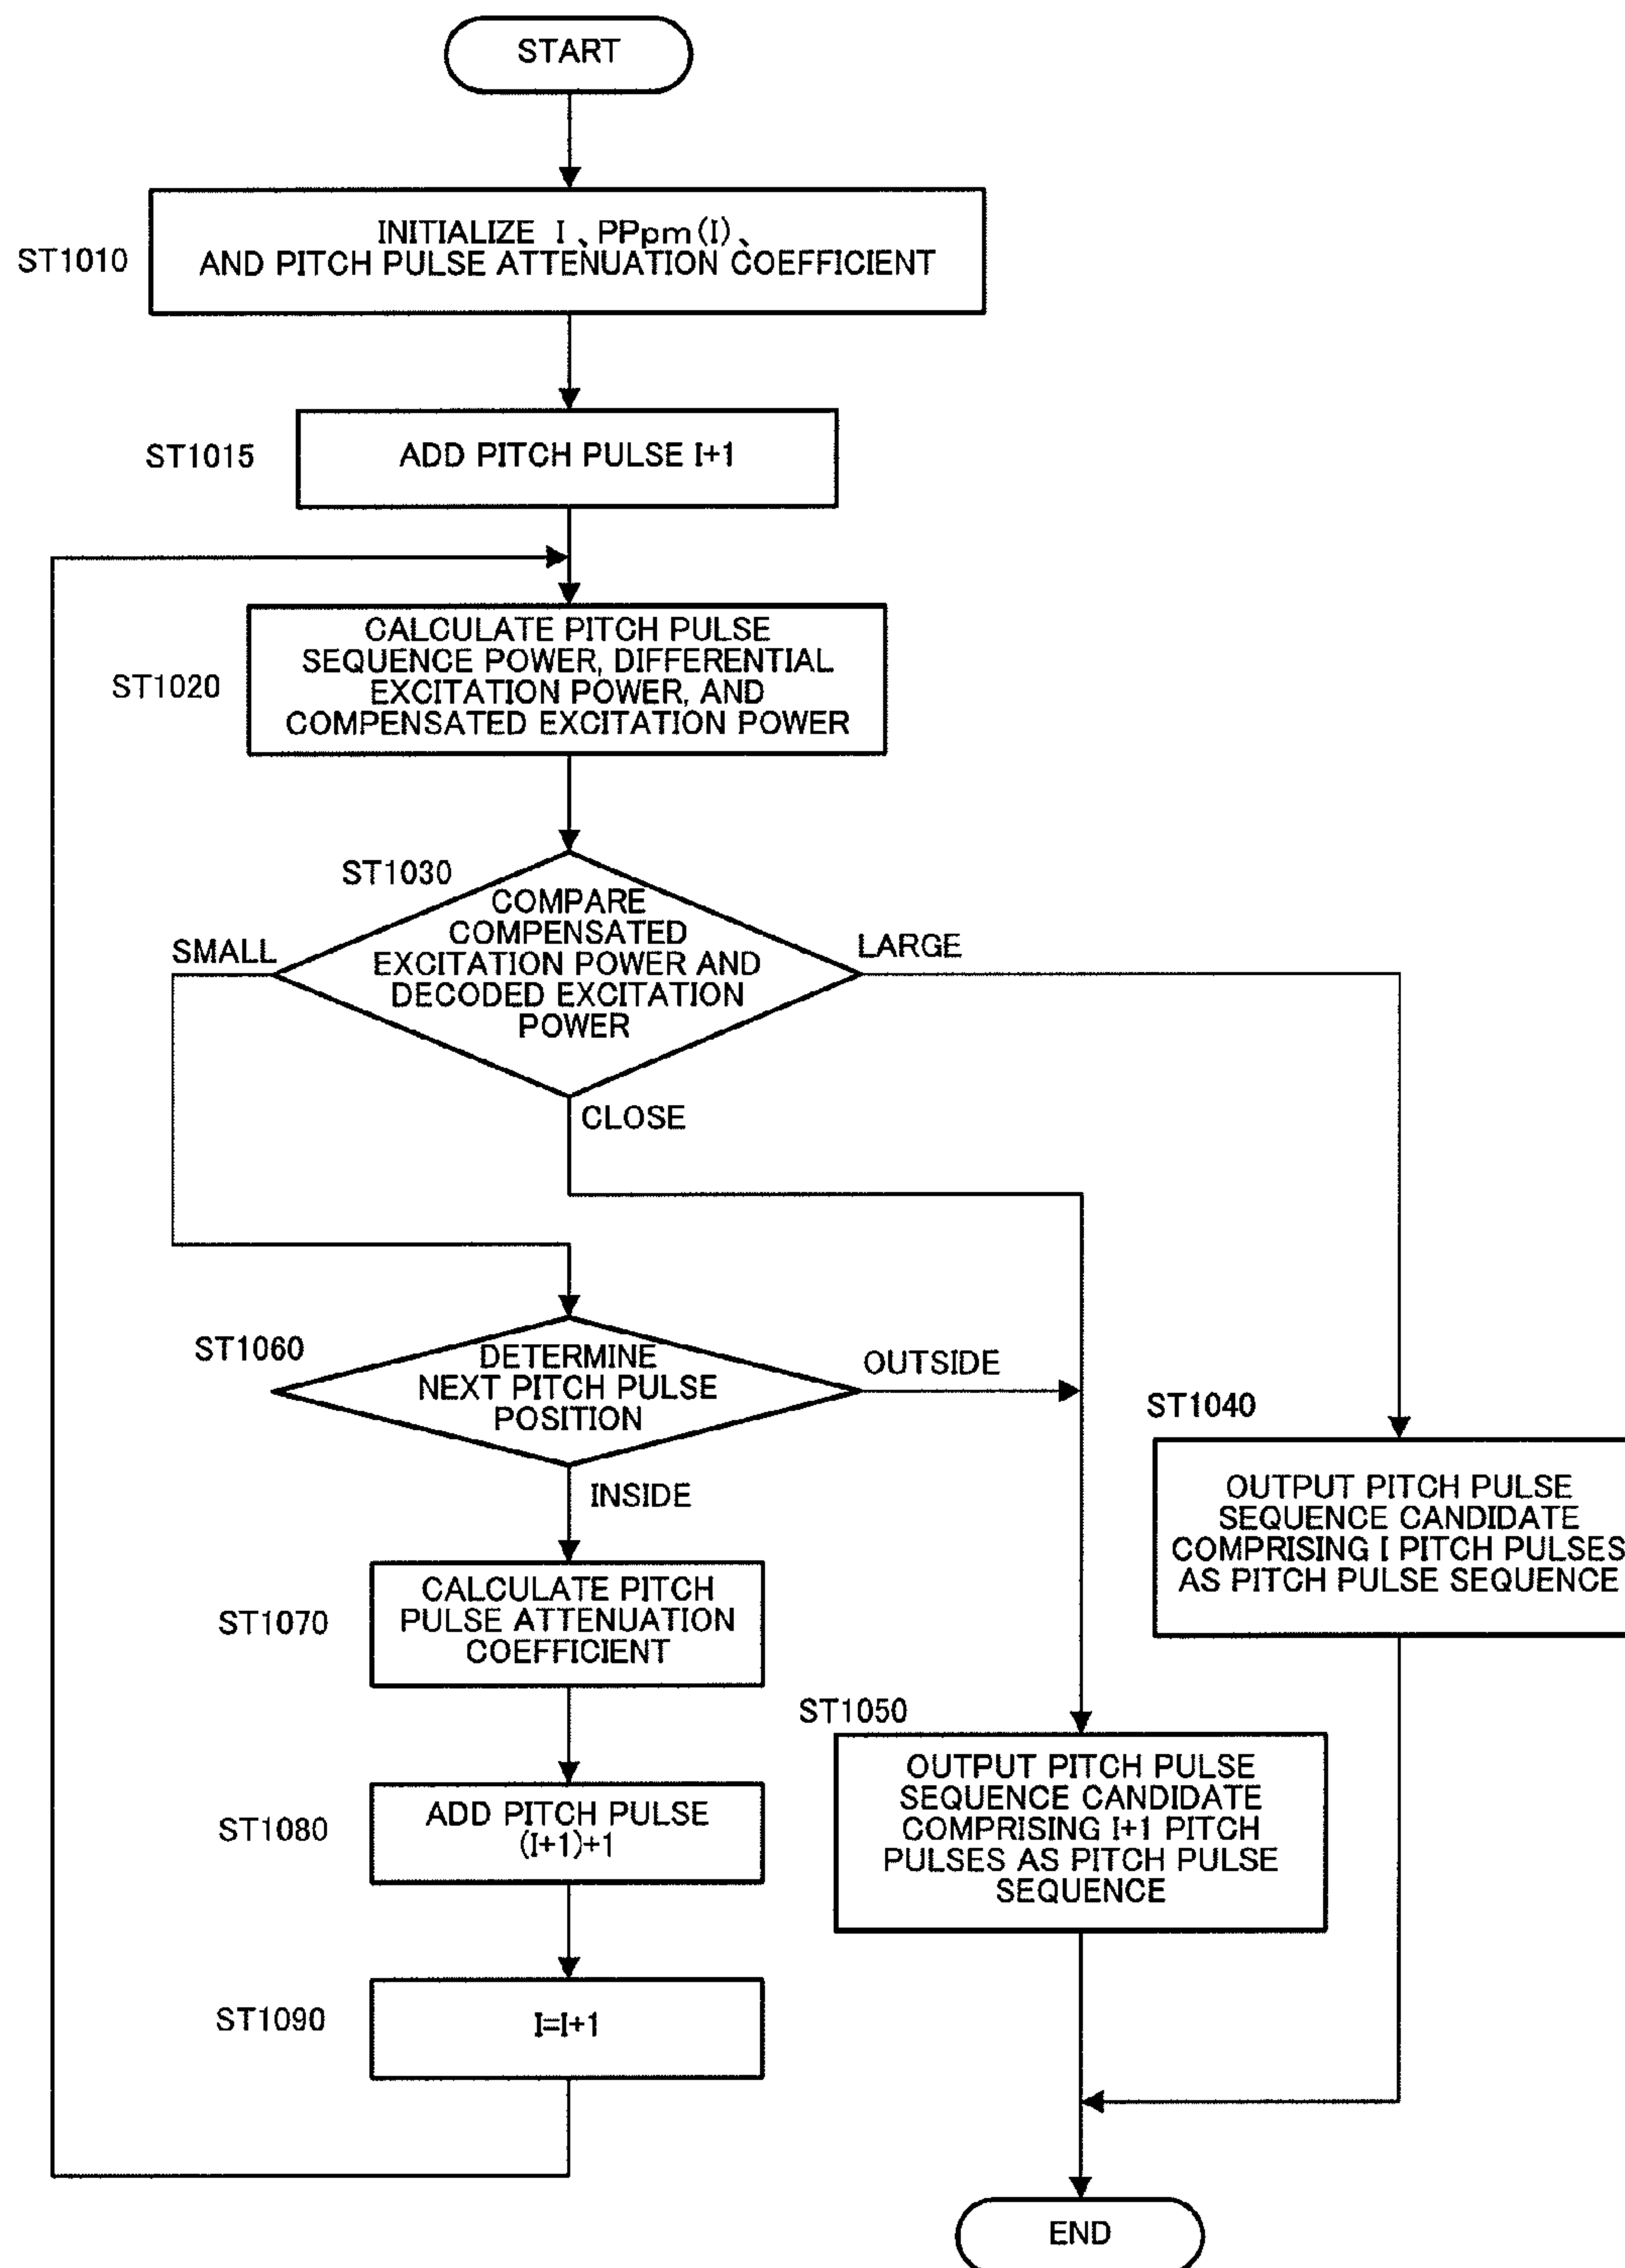 START
ST1010
INITIALIZE I、PPpm(I)、
AND PITCH PULSE ATTENUATION COEFFICIENT
ST1015
ADD PITCH PULSE I+1
ST1020
CALCULATE PITCH PULSE
SEQUENCE POWER, DIFFERENTIAL
EXCITATION POWER, AND
COMPENSATED EXCITATION POWER
ST1030
COMPARE
COMPENSATED
EXCITATION POWER AND
DECODED EXCITATION
POWER
SMALL
LARGE
CLOSE
ST1060
DETERMINE
NEXT PITCH PULSE
POSITION
OUTSIDE
INSIDE
ST1040
OUTPUT PITCH PULSE
SEQUENCE CANDIDATE
COMPRISING I PITCH PULSES
AS PITCH PULSE SEQUENCE
ST1070
CALCULATE PITCH
PULSE ATTENUATION
COEFFICIENT
ST1050
OUTPUT PITCH PULSE
SEQUENCE CANDIDATE
COMPRISING I+1 PITCH
PULSES AS PITCH PULSE
SEQUENCE
ST1080
ADD PITCH PULSE
(I+1)+1
ST1090
I=I+1
END